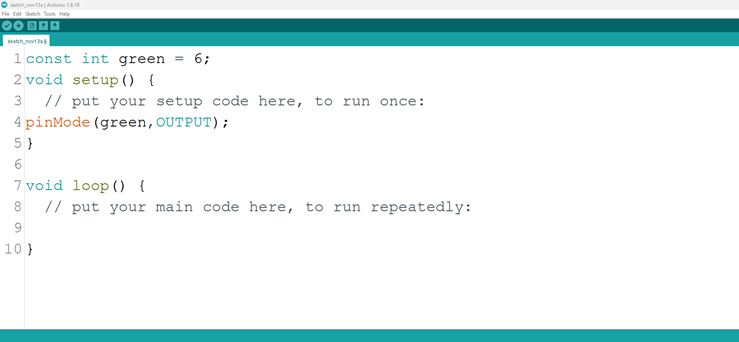 sketch_nov13a | Arduino 1.8.19
File Edit Sketch Tools Help
sketch_nov13a §
1 const int green = 6;
2 void setup() {
3   // put your setup code here, to run once:
4 pinMode(green,OUTPUT);
5 }
6
7 void loop() {
8   // put your main code here, to run repeatedly:
9
10 }